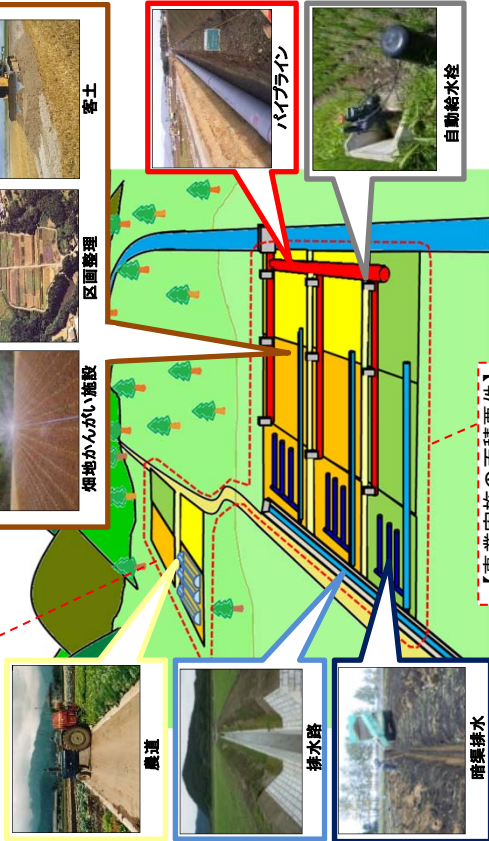 畑地かんがい施設
区画整理
客土
農道
パイプライン
排水路
暗渠排水
自動給水栓